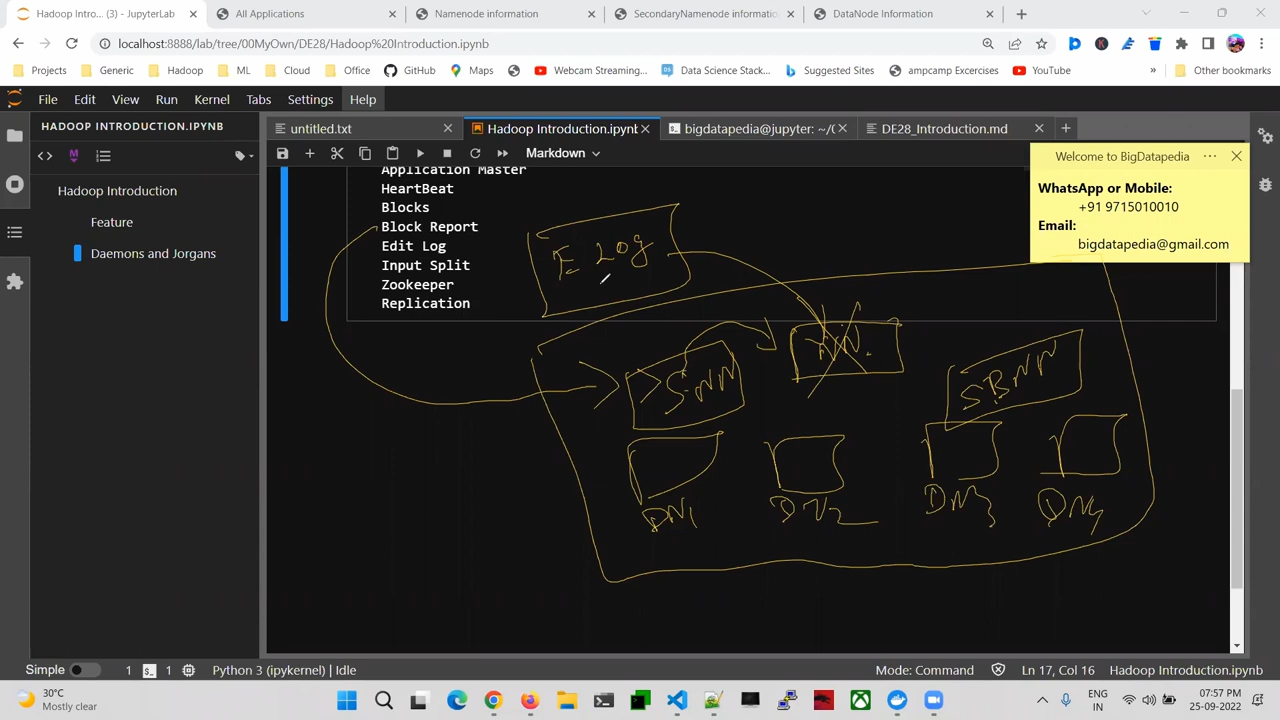 Hadoop Intro... (3) - JupyterLab
All Applications
Namenode information
SecondaryNamenode informatio
DataNode Information
localhost:8888/lab/tree/00MyOwn/DE28/Hadoop%20Introduction.ipynb
Projects
Generic
Hadoop
ML
Cloud
Office
GitHub
Maps
Webcam Streaming...
Data Science Stack...
Suggested Sites
ampcamp Excercises
YouTube
»
Other bookmarks
File
Edit
View
Run
Kernel
Tabs
Settings
Help
HADOOP INTRODUCTION.IPYNB
untitled.txt
Hadoop Introduction.ipynt
bigdatapedia@jupyter: ~/(
DE28_Introduction.md
Markdown
Welcome to BigDatapedia
WhatsApp or Mobile:
+91 9715010010
Email:
bigdatapedia@gmail.com
Hadoop Introduction
Feature
Daemons and Jorgans
Application Master
HeartBeat
Blocks
Block Report
Edit Log
Input Split
Zookeeper
Replication
E Log
SNN
NN.
SBNN
DN1
DN2
DN3
DN4
Simple
1
1
Python 3 (ipykernel) | Idle
Mode: Command
Ln 17, Col 16
Hadoop Introduction.ipynb
30°C
Mostly clear
ENG
IN
07:57 PM
25-09-2022